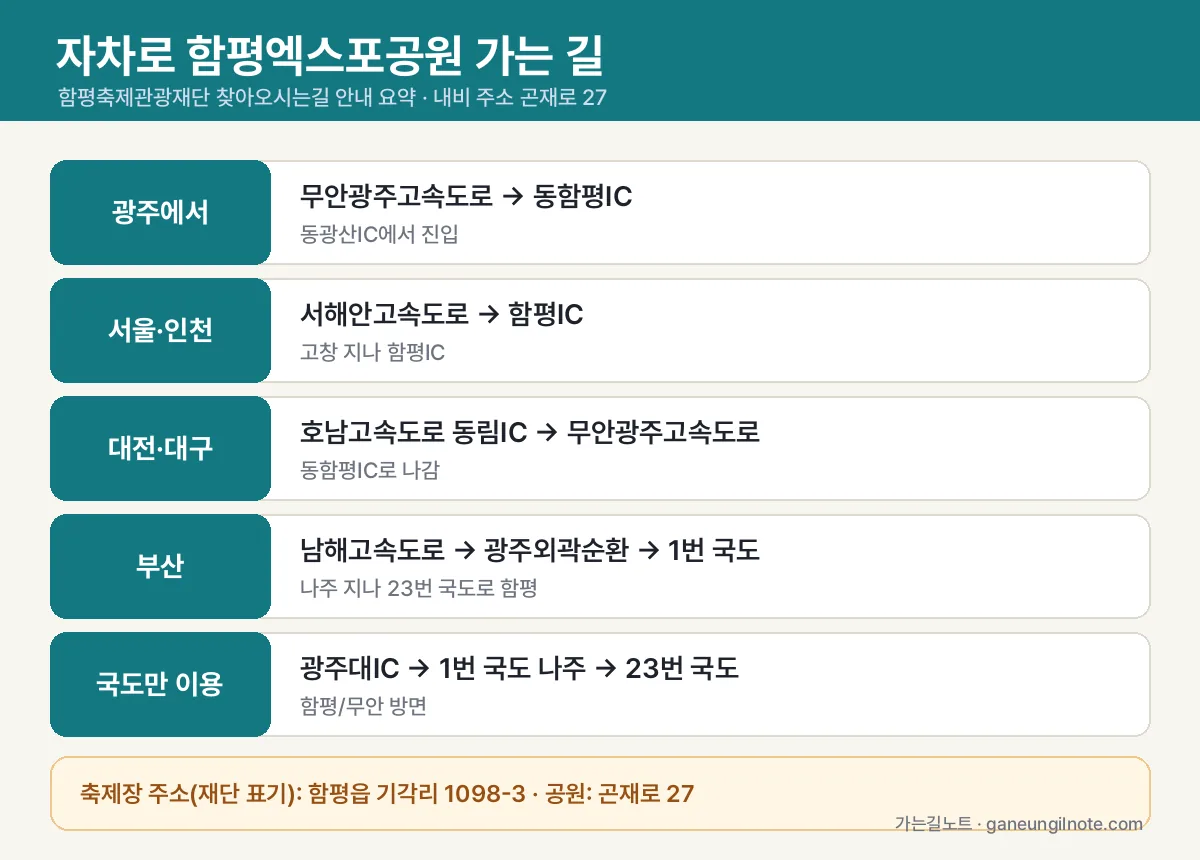 자차로 함평엑스포공원 가는 길
함평축제관광재단 찾아오시는길 안내 요약 · 내비 주소 곤재로 27
광주에서
무안광주고속도로 → 동함평IC
동광산IC에서 진입
서울·인천
서해안고속도로 → 함평IC
고창 지나 함평IC
대전·대구
호남고속도로 동림IC → 무안광주고속도로
동함평IC로 나감
부산
남해고속도로 → 광주외곽순환 → 1번 국도
나주 지나 23번 국도로 함평
국도만 이용
광주대IC → 1번 국도 나주 → 23번 국도
함평/무안 방면
축제장 주소(재단 표기): 함평읍 기각리 1098-3 · 공원: 곤재로 27
가는길노트 · ganeungilnote.com